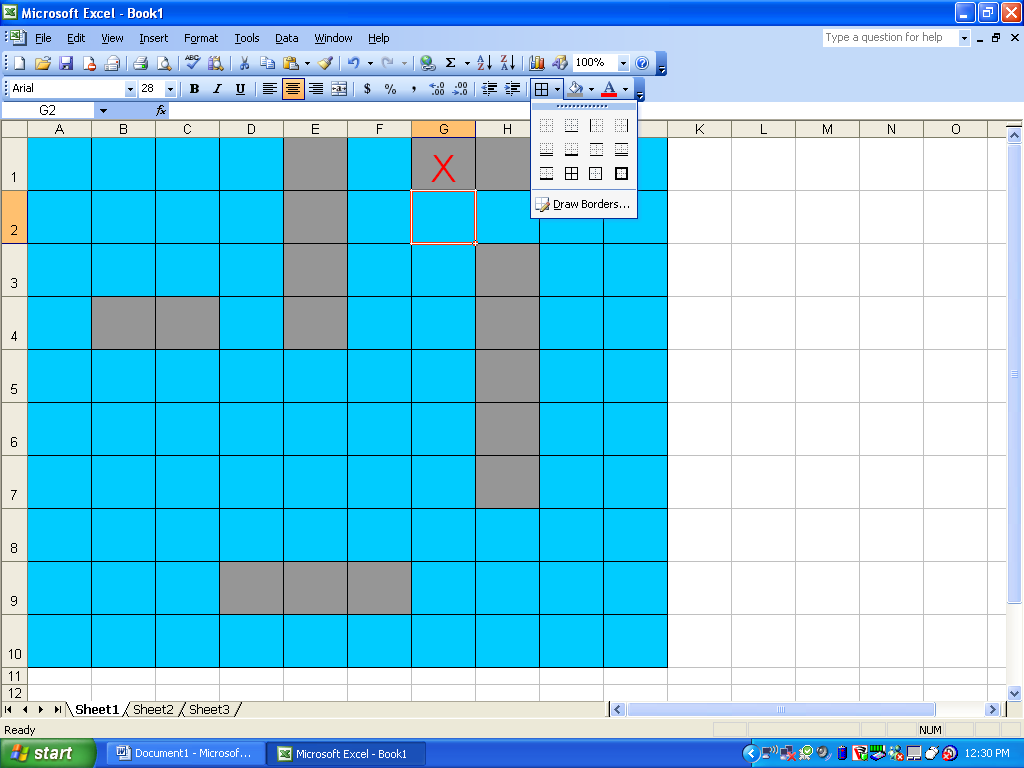 Microsoft Excel - Book1
File Edit View Insert Format Tools Data Window Help
Type a question for help
Σ 100%
Arial 28 B I U $ % , A
G2 fx
A B C D E F G H K L M N O
1 X
2
Draw Borders...
3
4
5
6
7
8
9
10
11
12
Sheet1 Sheet2 Sheet3
Ready NUM
start Document1 - Microsof... Microsoft Excel - Book1 12:30 PM